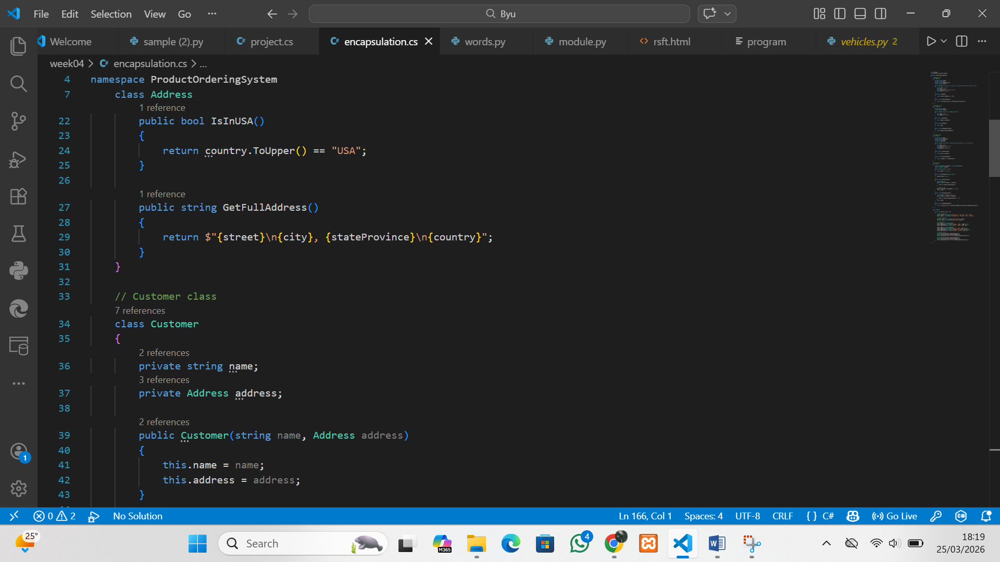 File Edit Selection View Go ··· Byu
Welcome sample (2).py project.cs encapsulation.cs words.py module.py rsft.html program vehicles.py 2
week04 > encapsulation.cs > ...
4 namespace ProductOrderingSystem
7 class Address
1 reference
22 public bool IsInUSA()
23 {
24 return country.ToUpper() == "USA";
25 }
26
1 reference
27 public string GetFullAddress()
28 {
29 return $"{street}\n{city}, {stateProvince}\n{country}";
30 }
31 }
32
33 // Customer class
7 references
34 class Customer
35 {
2 references
36 private string name;
3 references
37 private Address address;
38
2 references
39 public Customer(string name, Address address)
40 {
41 this.name = name;
42 this.address = address;
43 }
1
0 2 No Solution Ln 166, Col 1 Spaces: 4 UTF-8 CRLF { } C# Go Live
25° Search M365 4 18:19
25/03/2026